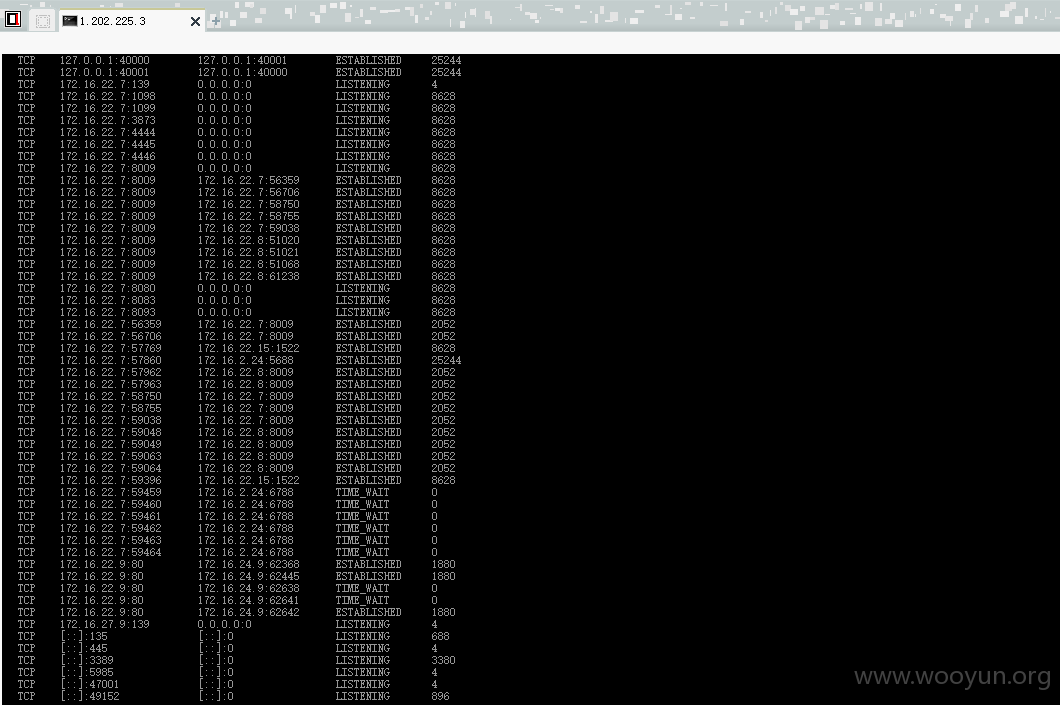 1.202.225.3
TCP 127.0.0.1:40000 127.0.0.1:40001 ESTABLISHED 25244
TCP 127.0.0.1:40001 127.0.0.1:40000 ESTABLISHED 25244
TCP 172.16.22.7:139 0.0.0.0:0 LISTENING 4
TCP 172.16.22.7:1098 0.0.0.0:0 LISTENING 8628
TCP 172.16.22.7:1099 0.0.0.0:0 LISTENING 8628
TCP 172.16.22.7:3873 0.0.0.0:0 LISTENING 8628
TCP 172.16.22.7:4444 0.0.0.0:0 LISTENING 8628
TCP 172.16.22.7:4445 0.0.0.0:0 LISTENING 8628
TCP 172.16.22.7:4446 0.0.0.0:0 LISTENING 8628
TCP 172.16.22.7:8009 0.0.0.0:0 LISTENING 8628
TCP 172.16.22.7:8009 172.16.22.7:56359 ESTABLISHED 8628
TCP 172.16.22.7:8009 172.16.22.7:56706 ESTABLISHED 8628
TCP 172.16.22.7:8009 172.16.22.7:58750 ESTABLISHED 8628
TCP 172.16.22.7:8009 172.16.22.7:58755 ESTABLISHED 8628
TCP 172.16.22.7:8009 172.16.22.7:59038 ESTABLISHED 8628
TCP 172.16.22.7:8009 172.16.22.8:51020 ESTABLISHED 8628
TCP 172.16.22.7:8009 172.16.22.8:51021 ESTABLISHED 8628
TCP 172.16.22.7:8009 172.16.22.8:51068 ESTABLISHED 8628
TCP 172.16.22.7:8009 172.16.22.8:61238 ESTABLISHED 8628
TCP 172.16.22.7:8080 0.0.0.0:0 LISTENING 8628
TCP 172.16.22.7:8083 0.0.0.0:0 LISTENING 8628
TCP 172.16.22.7:8093 0.0.0.0:0 LISTENING 8628
TCP 172.16.22.7:56359 172.16.22.7:8009 ESTABLISHED 2052
TCP 172.16.22.7:56706 172.16.22.7:8009 ESTABLISHED 2052
TCP 172.16.22.7:57769 172.16.22.15:1522 ESTABLISHED 8628
TCP 172.16.22.7:57860 172.16.2.24:5688 ESTABLISHED 25244
TCP 172.16.22.7:57962 172.16.22.8:8009 ESTABLISHED 2052
TCP 172.16.22.7:57963 172.16.22.8:8009 ESTABLISHED 2052
TCP 172.16.22.7:58750 172.16.22.7:8009 ESTABLISHED 2052
TCP 172.16.22.7:58755 172.16.22.7:8009 ESTABLISHED 2052
TCP 172.16.22.7:59038 172.16.22.7:8009 ESTABLISHED 2052
TCP 172.16.22.7:59048 172.16.22.8:8009 ESTABLISHED 2052
TCP 172.16.22.7:59049 172.16.22.8:8009 ESTABLISHED 2052
TCP 172.16.22.7:59063 172.16.22.8:8009 ESTABLISHED 2052
TCP 172.16.22.7:59064 172.16.22.8:8009 ESTABLISHED 2052
TCP 172.16.22.7:59396 172.16.22.15:1522 ESTABLISHED 8628
TCP 172.16.22.7:59459 172.16.2.24:6788 TIME_WAIT 0
TCP 172.16.22.7:59460 172.16.2.24:6788 TIME_WAIT 0
TCP 172.16.22.7:59461 172.16.2.24:6788 TIME_WAIT 0
TCP 172.16.22.7:59462 172.16.2.24:6788 TIME_WAIT 0
TCP 172.16.22.7:59463 172.16.2.24:6788 TIME_WAIT 0
TCP 172.16.22.7:59464 172.16.2.24:6788 TIME_WAIT 0
TCP 172.16.22.9:80 172.16.24.9:62368 ESTABLISHED 1880
TCP 172.16.22.9:80 172.16.24.9:62445 ESTABLISHED 1880
TCP 172.16.22.9:80 172.16.24.9:62638 TIME_WAIT 0
TCP 172.16.22.9:80 172.16.24.9:62641 TIME_WAIT 0
TCP 172.16.22.9:80 172.16.24.9:62642 ESTABLISHED 1880
TCP 172.16.27.9:139 0.0.0.0:0 LISTENING 4
TCP [::]:135 [::]:0 LISTENING 688
TCP [::]:445 [::]:0 LISTENING 4
TCP [::]:3389 [::]:0 LISTENING 3380
TCP [::]:5985 [::]:0 LISTENING 4
TCP [::]:47001 [::]:0 LISTENING 4
TCP [::]:49152 [::]:0 LISTENING 896
www.wooyun.org